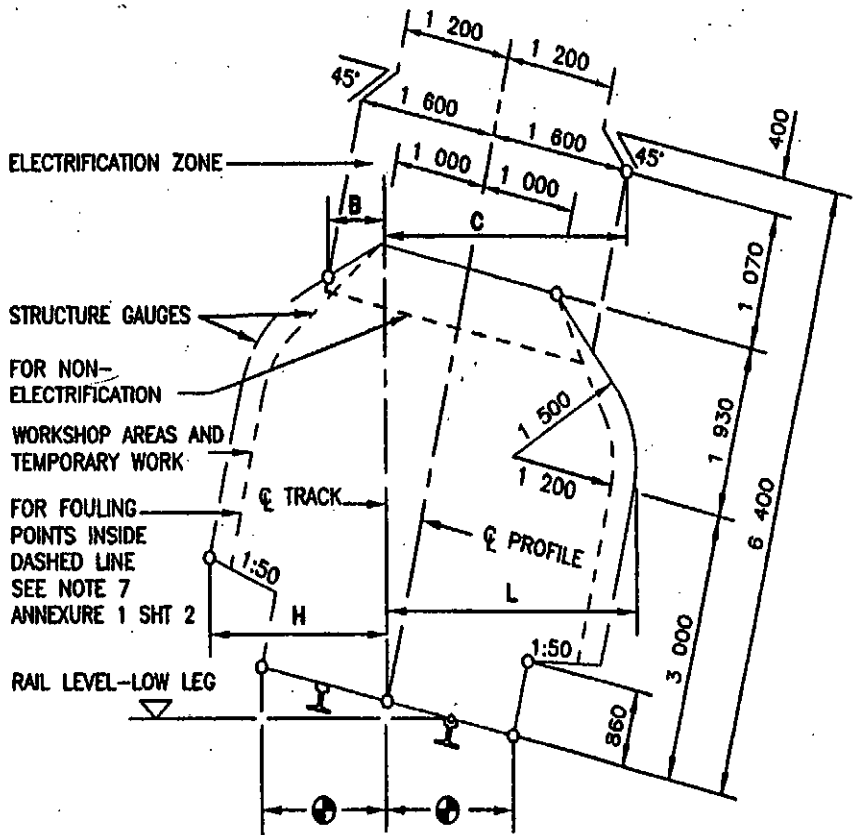 1 200
1 200
45°
1 600
1 600
400
45°
ELECTRIFICATION ZONE
1 000
1 000
B
C
1 070
STRUCTURE GAUGES
FOR NON-
ELECTRIFICATION
1 500
1 930
WORKSHOP AREAS AND
TEMPORARY WORK
1 200
6 400
℄ TRACK
FOR FOULING
POINTS INSIDE
DASHED LINE
SEE NOTE 7
ANNEXURE 1 SHT 2
℄ PROFILE
1:50
H
L
1:50
3 000
RAIL LEVEL-LOW LEG
860